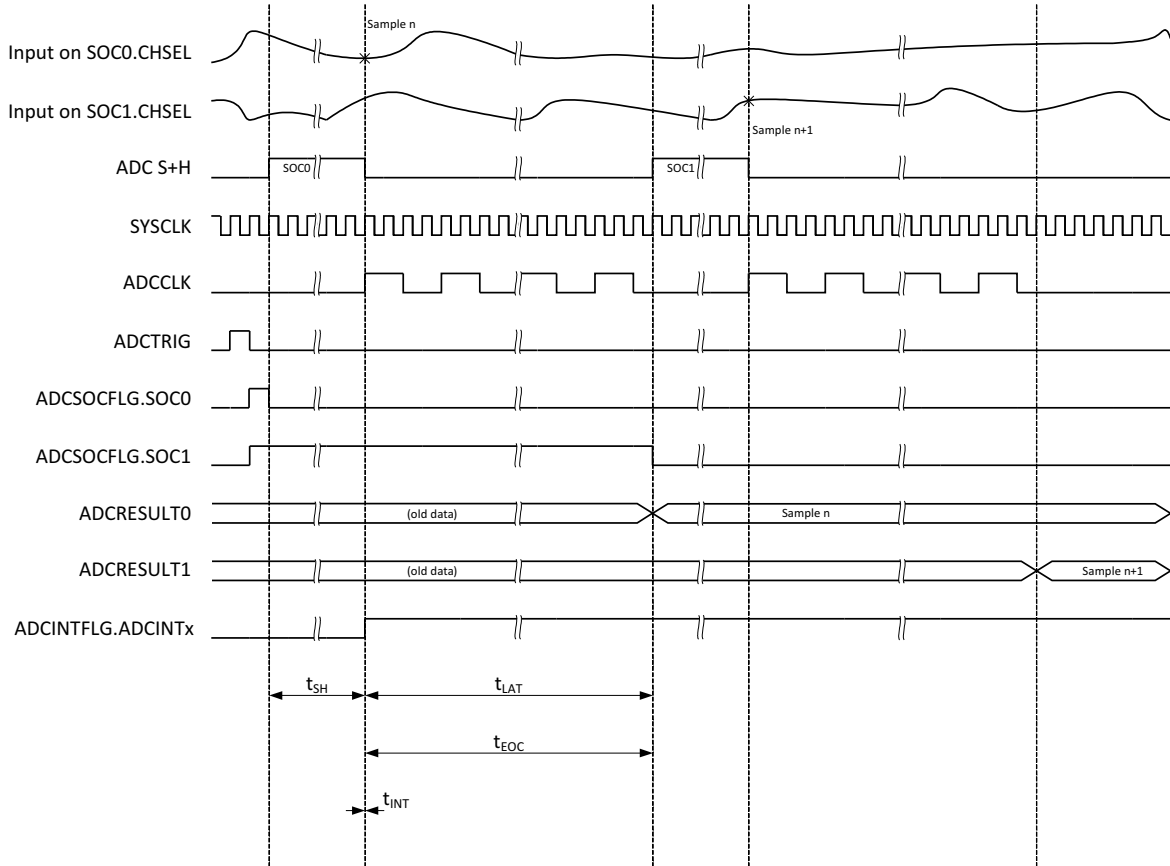 Sample n
Input on SOC0.CHSEL
Input on SOC1.CHSEL
Sample n+1
ADC S+H
SOC0
SOC1
SYSCLK
ADCCLK
ADCTRIG
ADCSOCFLG.SOC0
ADCSOCFLG.SOC1
ADCRESULT0
(old data)
Sample n
ADCRESULT1
(old data)
Sample n+1
ADCINTFLG.ADCINTx
tSH
tLAT
tEOC
tINT